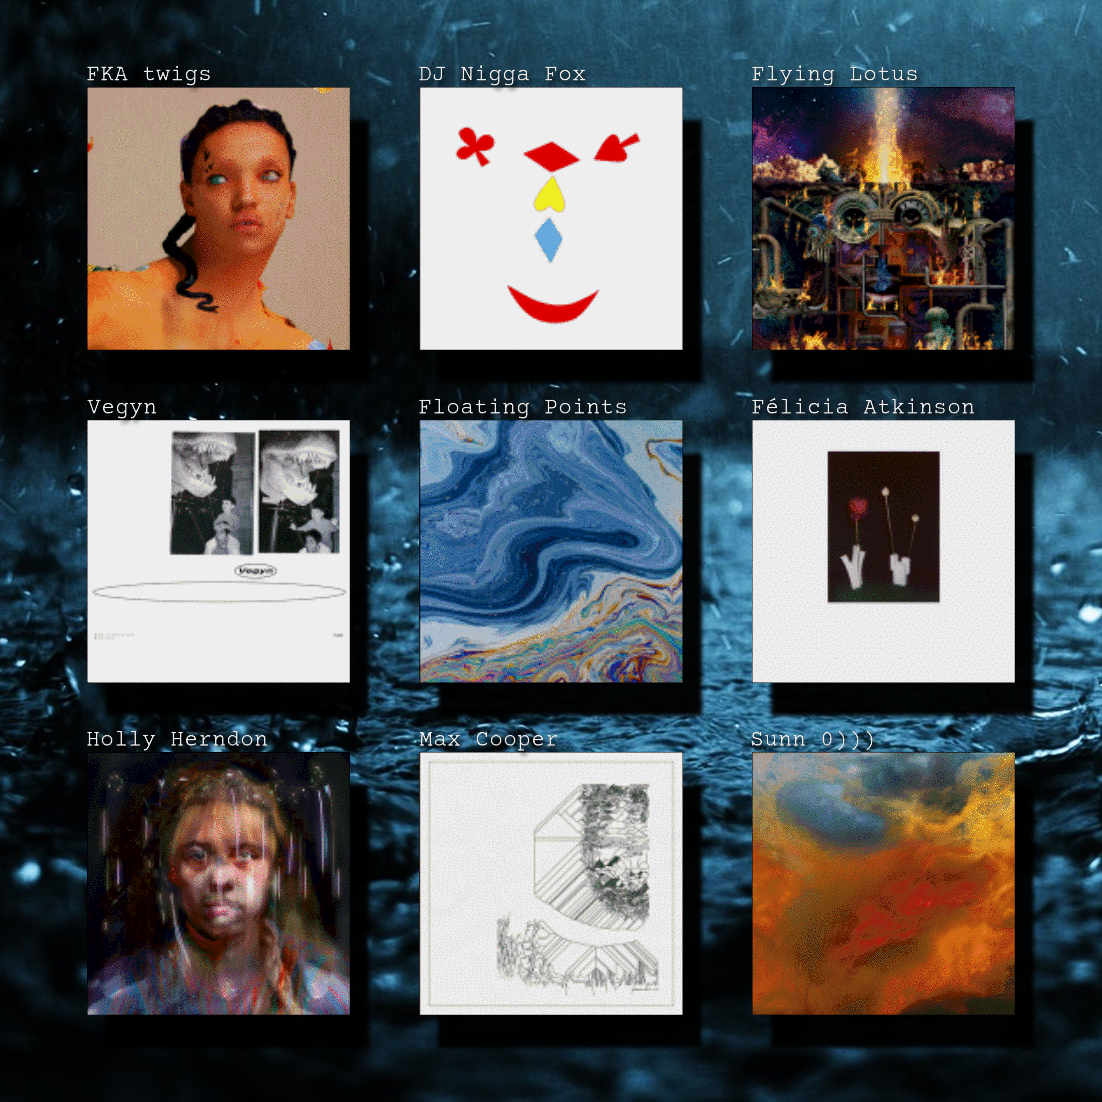 FKA twigs
DJ Nigga Fox
Flying Lotus
Vegyn
Floating Points
Félicia Atkinson
Vegyn
Holly Herndon
Max Cooper
Sunn O)))